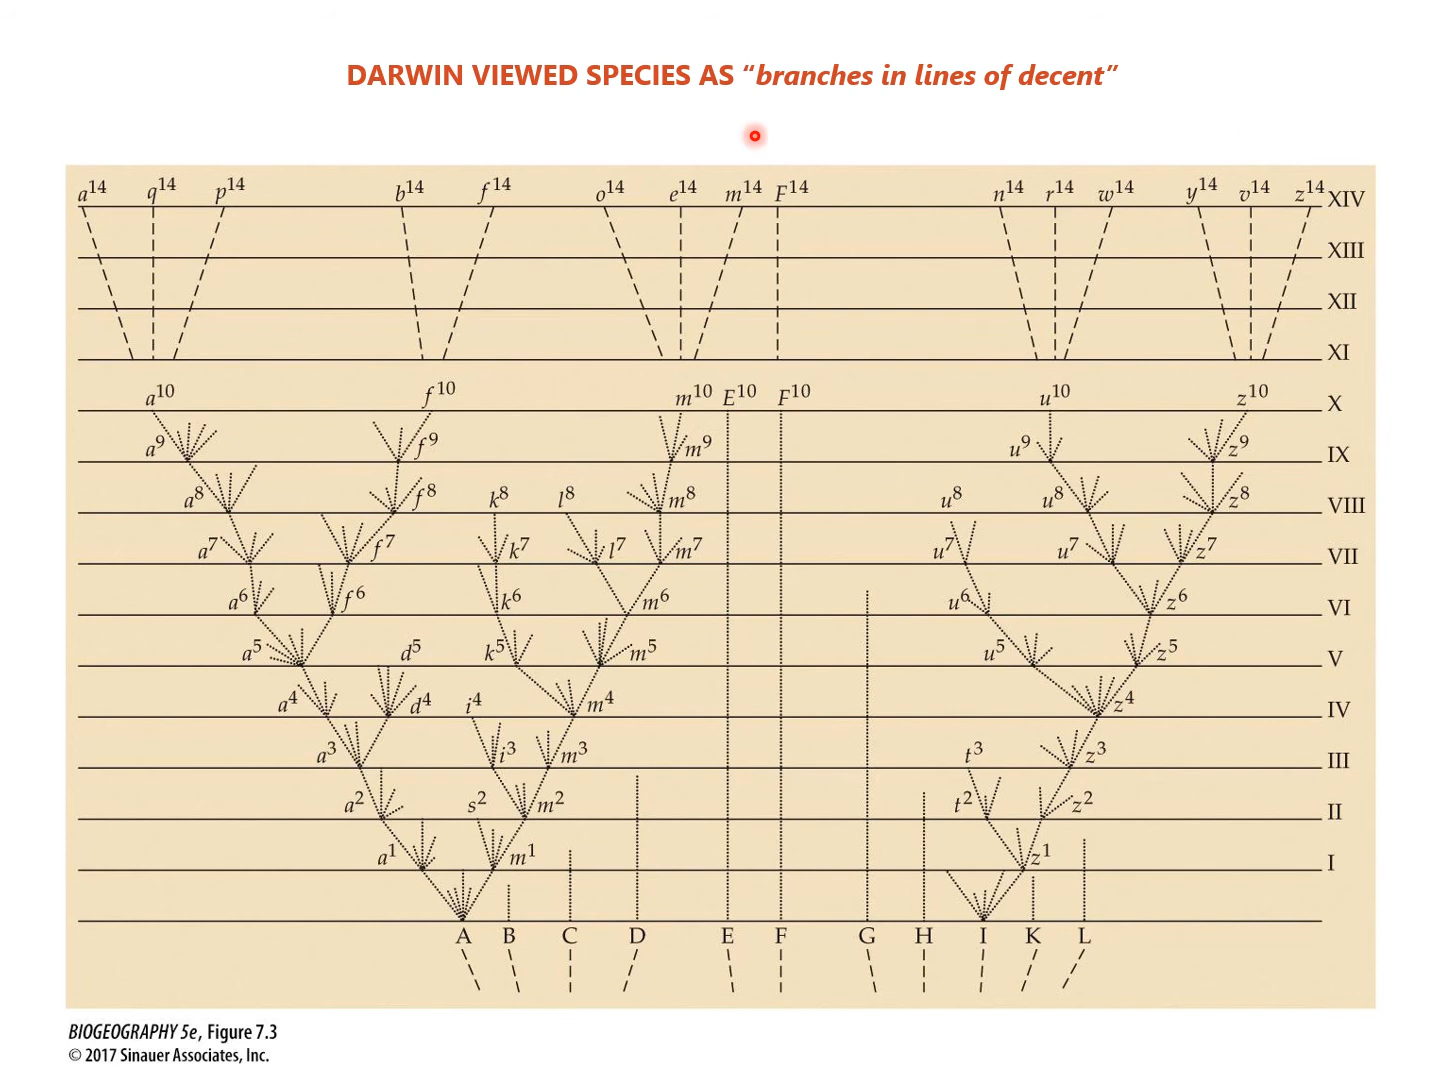 DARWIN VIEWED SPECIES AS “branches in lines of decent”
a14 q14 p14 b14 f14 o14 e14 m14 F14 n14 r14 w14 y14 v14 z14 XIV
XIII
XII
XI
a10 f10 m10 E10 F10 u10 z10 X
a9 f9 m9 u9 z9 IX
a8 f8 k8 l8 m8 u8 u8 z8 VIII
a7 f7 k7 l7 m7 u7 u7 z7 VII
a6 f6 k6 m6 u6 z6 VI
a5 d5 k5 m5 u5 z5 V
a4 d4 i4 m4 z4 IV
a3 i3 m3 t3 z3 III
a2 s2 m2 t2 z2 II
a1 m1 z1 I
A B C D E F G H I K L
BIOGEOGRAPHY 5e, Figure 7.3
© 2017 Sinauer Associates, Inc.